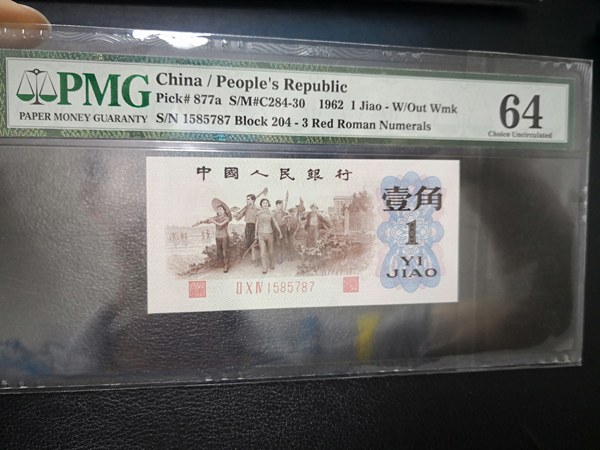 PMG
PAPER MONEY GUARANTY
China / People's Republic
Pick# 877a S/M#C284-30 1962 1 Jiao - W/Out Wmk
S/N 1585787 Block 204 - 3 Red Roman Numerals
64
Choice Uncirculated
中國人民銀行
壹角
1
YI
JIAO
II X IV 1585787